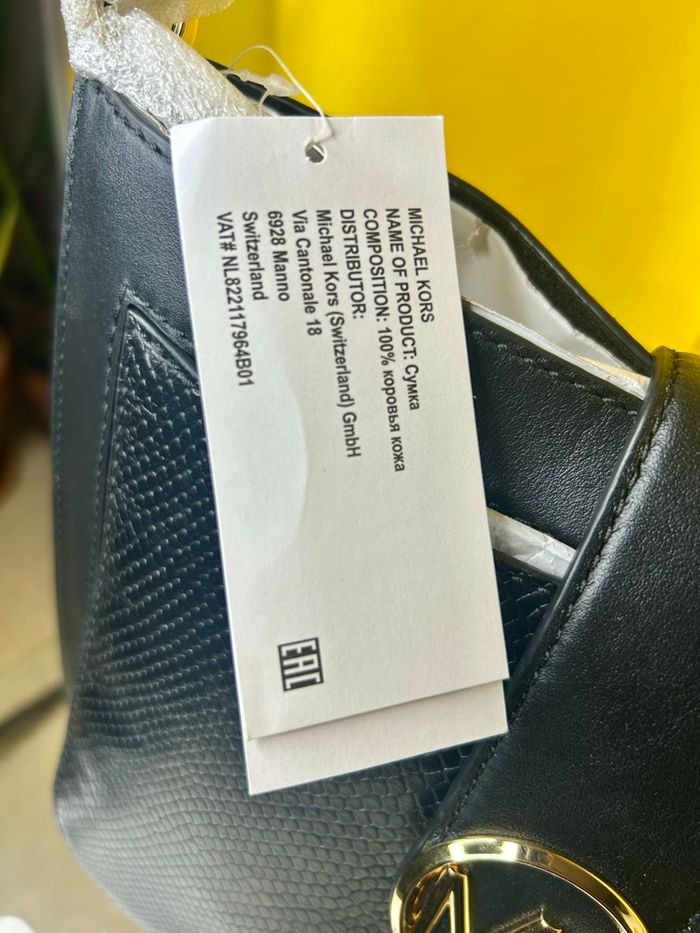 MICHAEL KORS
NAME OF PRODUCT: Сумка
COMPOSITION: 100% коровья кожа
DISTRIBUTOR:
Michael Kors (Switzerland) GmbH
Via Cantonale 18
6928 Manno
Switzerland
VAT# NL822117964B01
EAC